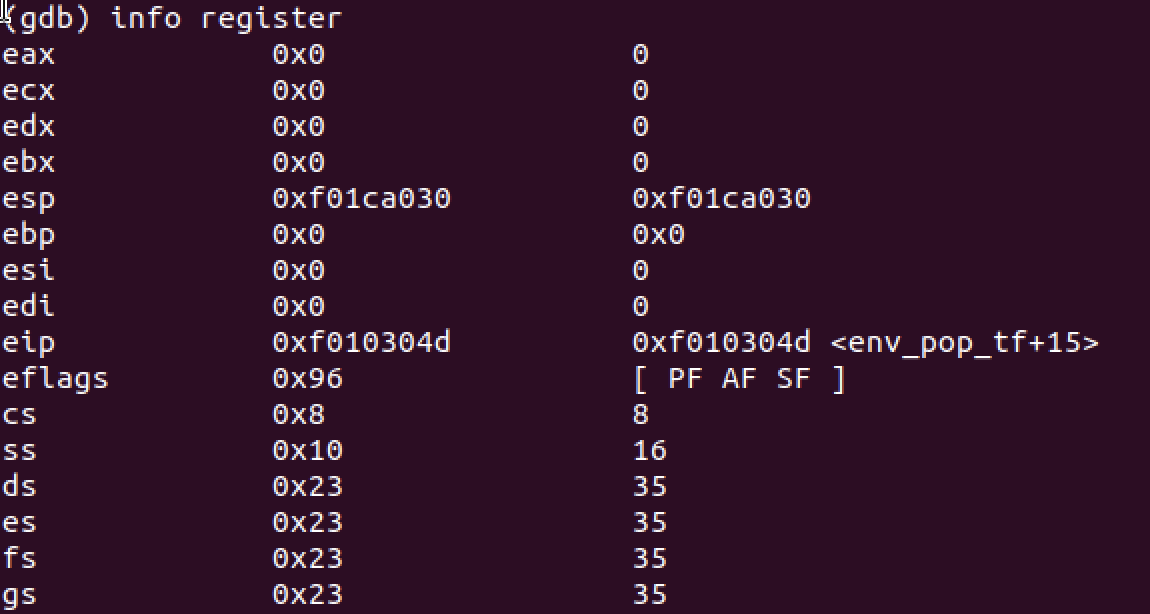 (gdb) info register
eax 0x0 0
ecx 0x0 0
edx 0x0 0
ebx 0x0 0
esp 0xf01ca030 0xf01ca030
ebp 0x0 0x0
esi 0x0 0
edi 0x0 0
eip 0xf010304d 0xf010304d <env_pop_tf+15>
eflags 0x96 [ PF AF SF ]
cs 0x8 8
ss 0x10 16
ds 0x23 35
es 0x23 35
fs 0x23 35
gs 0x23 35